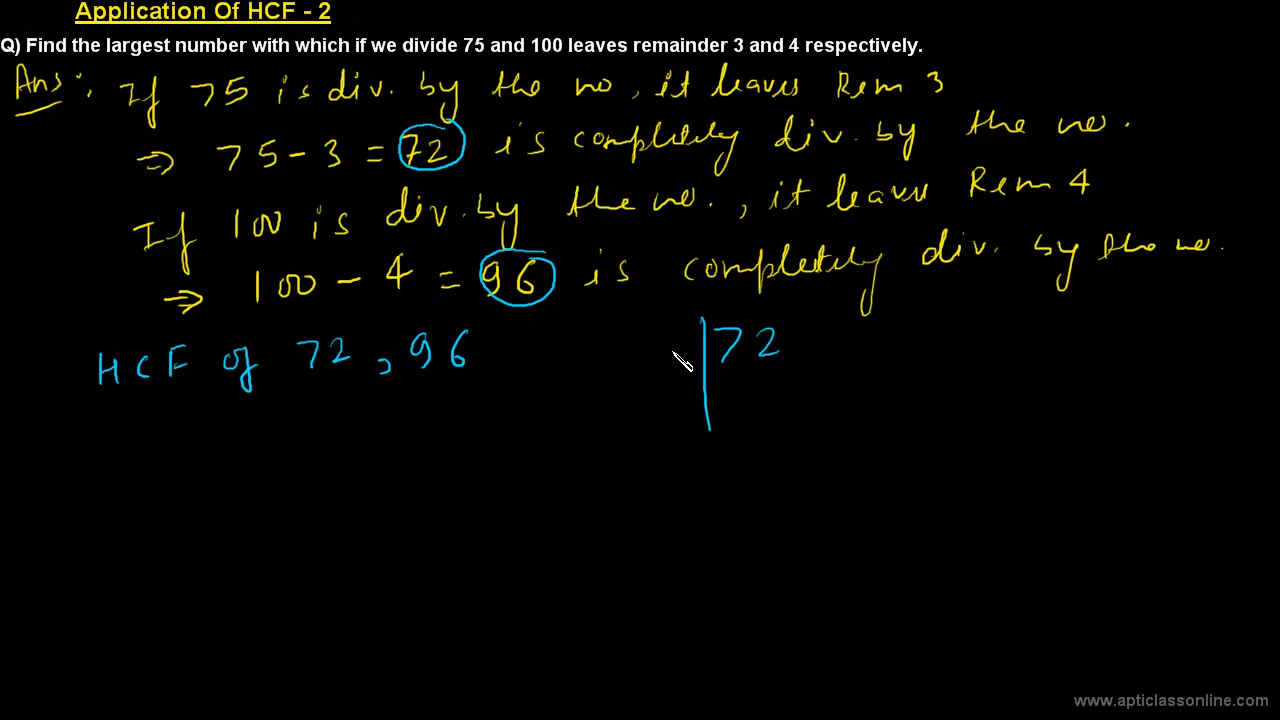 Application Of HCF - 2
Q) Find the largest number with which if we divide 75 and 100 leaves remainder 3 and 4 respectively.
Ans: If 75 is div. by the no, it leaves Rem 3
⇒ 75 - 3 = 72 is completely div. by the no.
If 100 is div. by the no., it leaves Rem 4
⇒ 100 - 4 = 96 is completely div. by the no.
HCF of 72, 96
72
www.apticlassonline.com